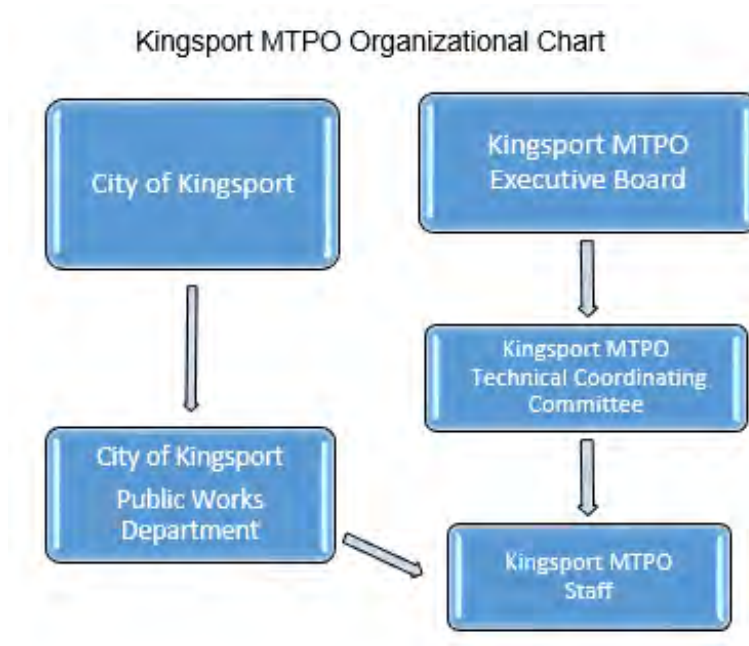 Kingsport MTPO Organizational Chart
City of Kingsport
Kingsport MTPO
Executive Board
Kingsport MTPO
Technical Coordinating
Committee
City of Kingsport
Public Works
Department
Kingsport MTPO
Staff